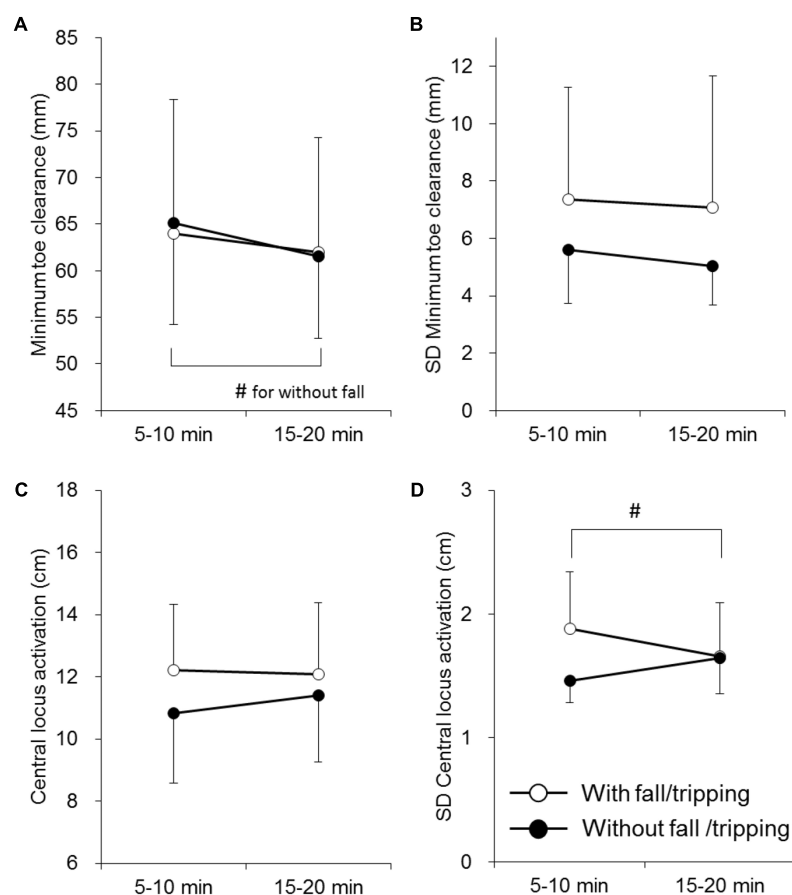 A
Minimum toe clearance (mm)
85
80
75
70
65
60
55
50
45
# for without fall
5-10 min 15-20 min
B
SD Minimum toe clearance (mm)
12
10
8
6
4
2
0
5-10 min 15-20 min
C
Central locus activation (cm)
18
16
14
12
10
8
6
5-10 min 15-20 min
D
SD Central locus activation (cm)
3
2
1
0
#
With fall/tripping
Without fall /tripping
5-10 min 15-20 min